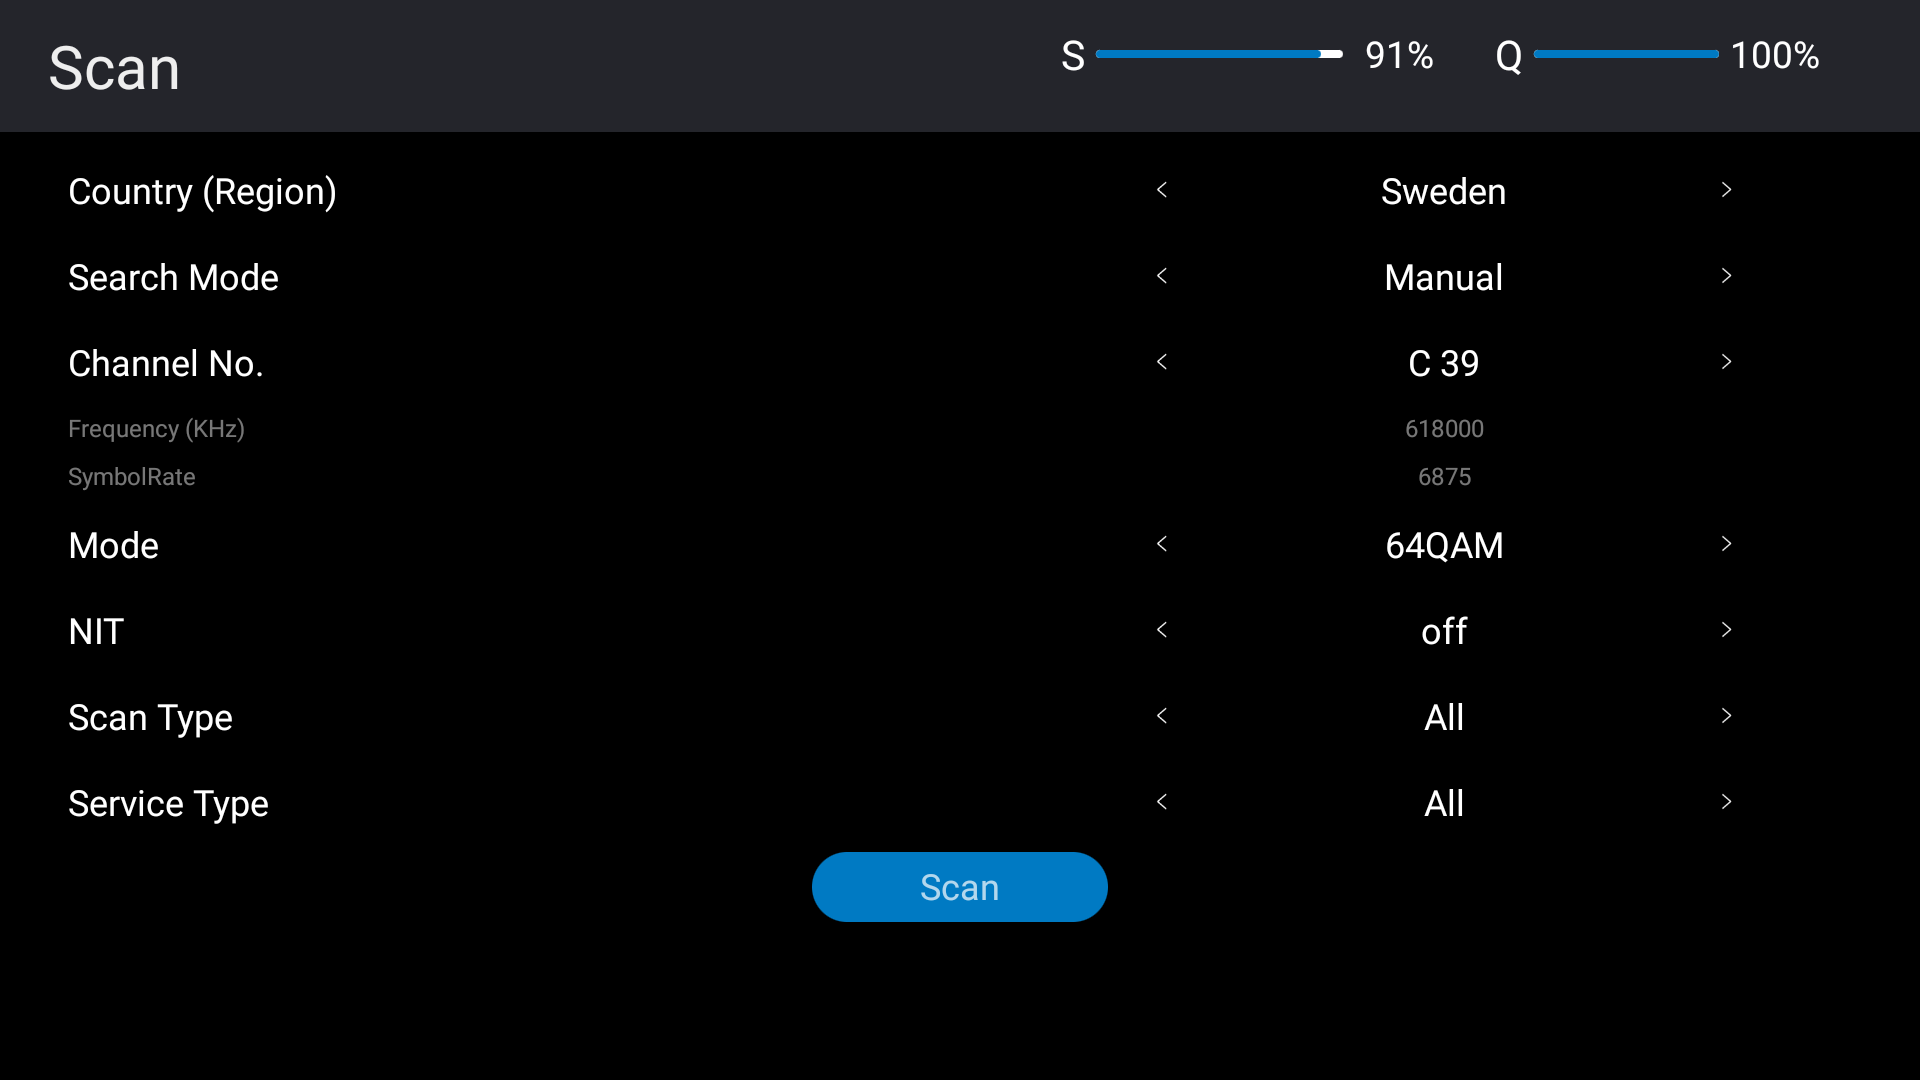 Scan
S 91% Q 100%
Country (Region) < Sweden >
Search Mode < Manual >
Channel No. < C 39 >
Frequency (KHz) 618000
SymbolRate 6875
Mode < 64QAM >
NIT < off >
Scan Type < All >
Service Type < All >
Scan